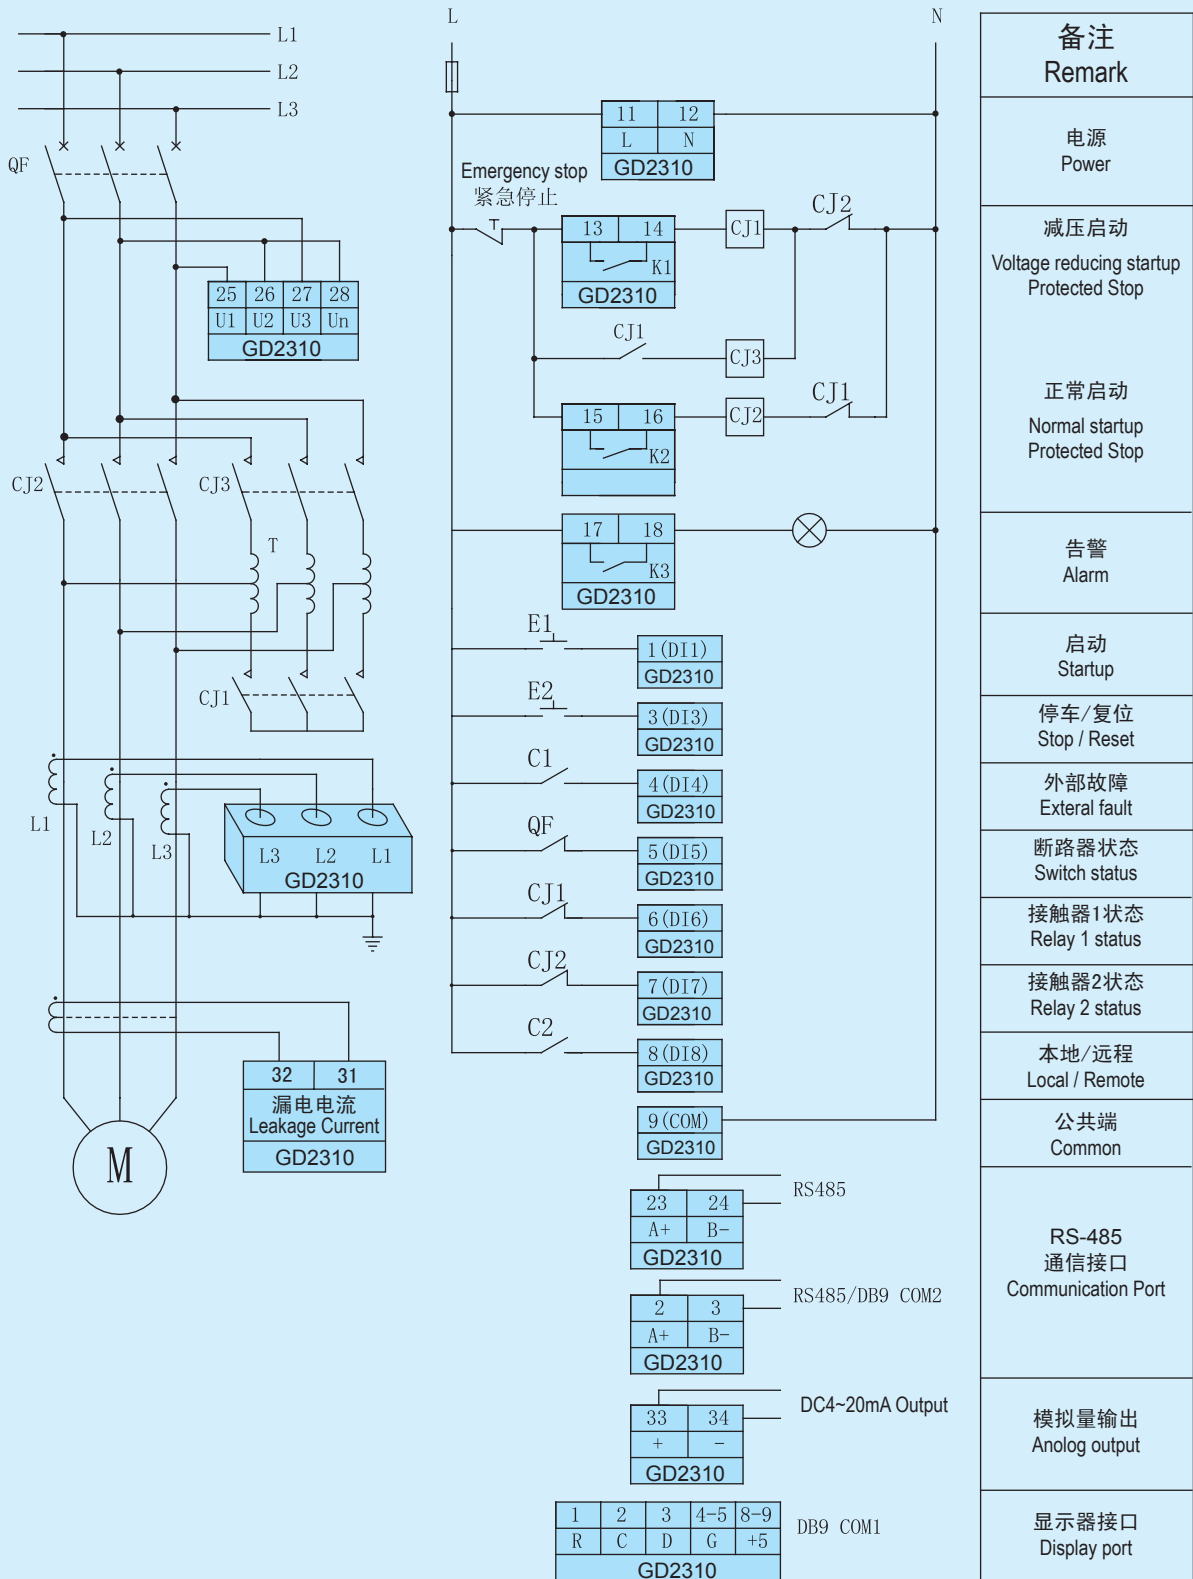 L1
L2
L3
QF
25 26 27 28
U1 U2 U3 Un
GD2310
CJ2
CJ3
T
CJ1
L1
L2
L3
L3 L2 L1
GD2310
32 31
漏电电流
Leakage Current
GD2310
M
L
N
11 12
L N
GD2310
Emergency stop
紧急停止
13 14
K1
GD2310
CJ1
CJ2
CJ1
CJ3
15 16
K2
CJ2
CJ1
17 18
K3
GD2310
E1
1(DI1)
GD2310
E2
3(DI3)
GD2310
C1
4(DI4)
GD2310
QF
5(DI5)
GD2310
CJ1
6(DI6)
GD2310
CJ2
7(DI7)
GD2310
C2
8(DI8)
GD2310
9(COM)
GD2310
23 24
A+ B-
GD2310
RS485
2 3
A+ B-
GD2310
RS485/DB9 COM2
33 34
+ -
GD2310
DC4~20mA Output
1 2 3 4-5 8-9
R C D G +5
GD2310
DB9 COM1
备注
Remark
电源
Power
减压启动
Voltage reducing startup
Protected Stop
正常启动
Normal startup
Protected Stop
告警
Alarm
启动
Startup
停车/复位
Stop / Reset
外部故障
Exteral fault
断路器状态
Switch status
接触器1状态
Relay 1 status
接触器2状态
Relay 2 status
本地/远程
Local / Remote
公共端
Common
RS-485
通信接口
Communication Port
模拟量输出
Anolog output
显示器接口
Display port